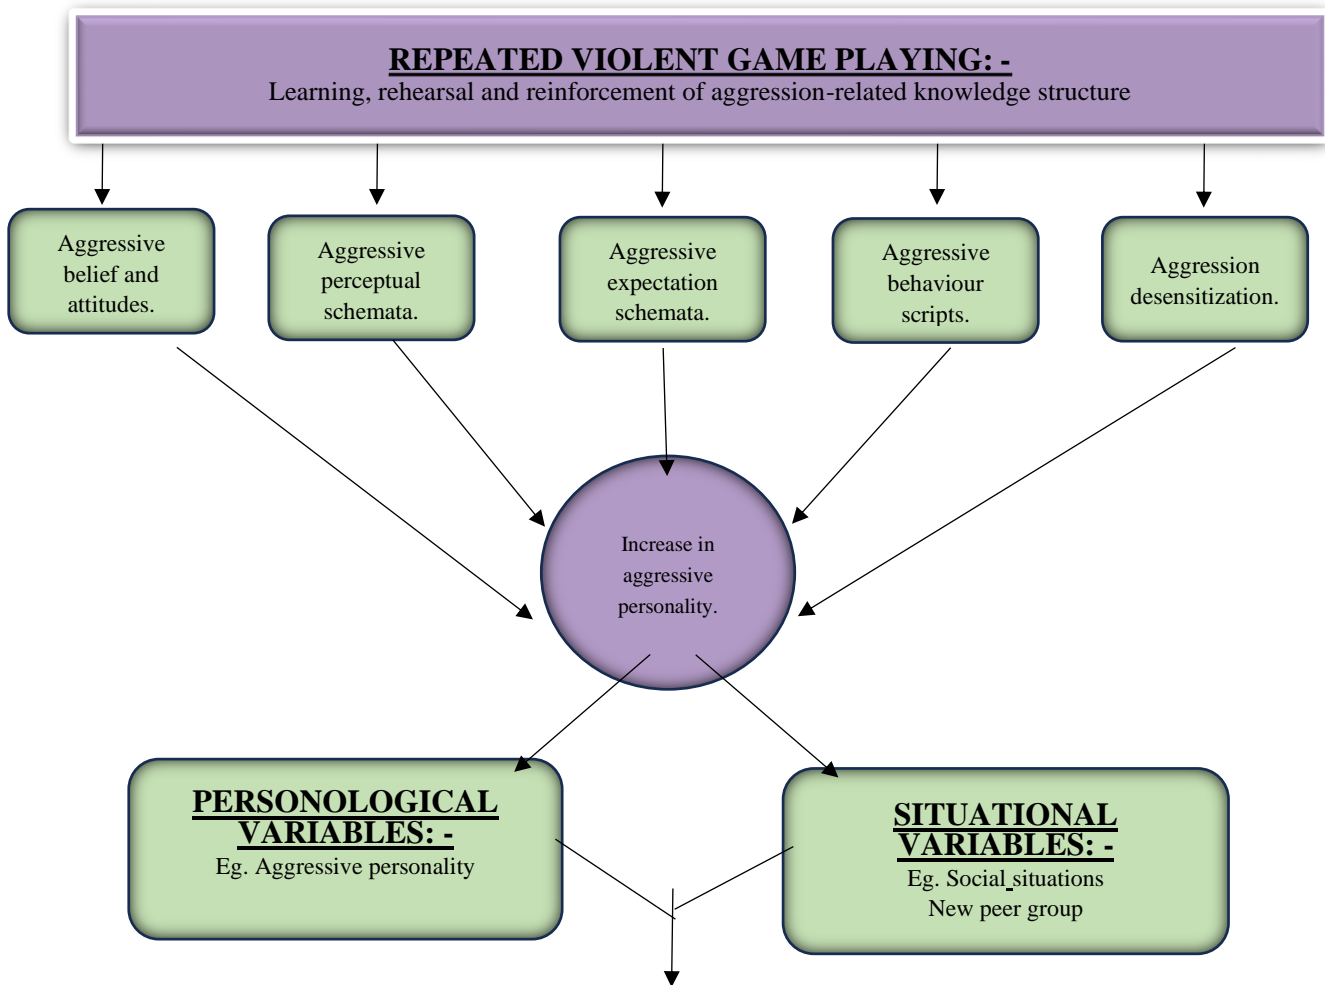 REPEATED VIOLENT GAME PLAYING: -
Learning, rehearsal and reinforcement of aggression-related knowledge structure
Aggressive
belief and
attitudes.
Aggressive
perceptual
schemata.
Aggressive
expectation
schemata.
Aggressive
behaviour
scripts.
Aggression
desensitization.
Increase in
aggressive
personality.
PERSONOLOGICAL
VARIABLES: -
Eg. Aggressive personality
SITUATIONAL
VARIABLES: -
Eg. Social situations
New peer group